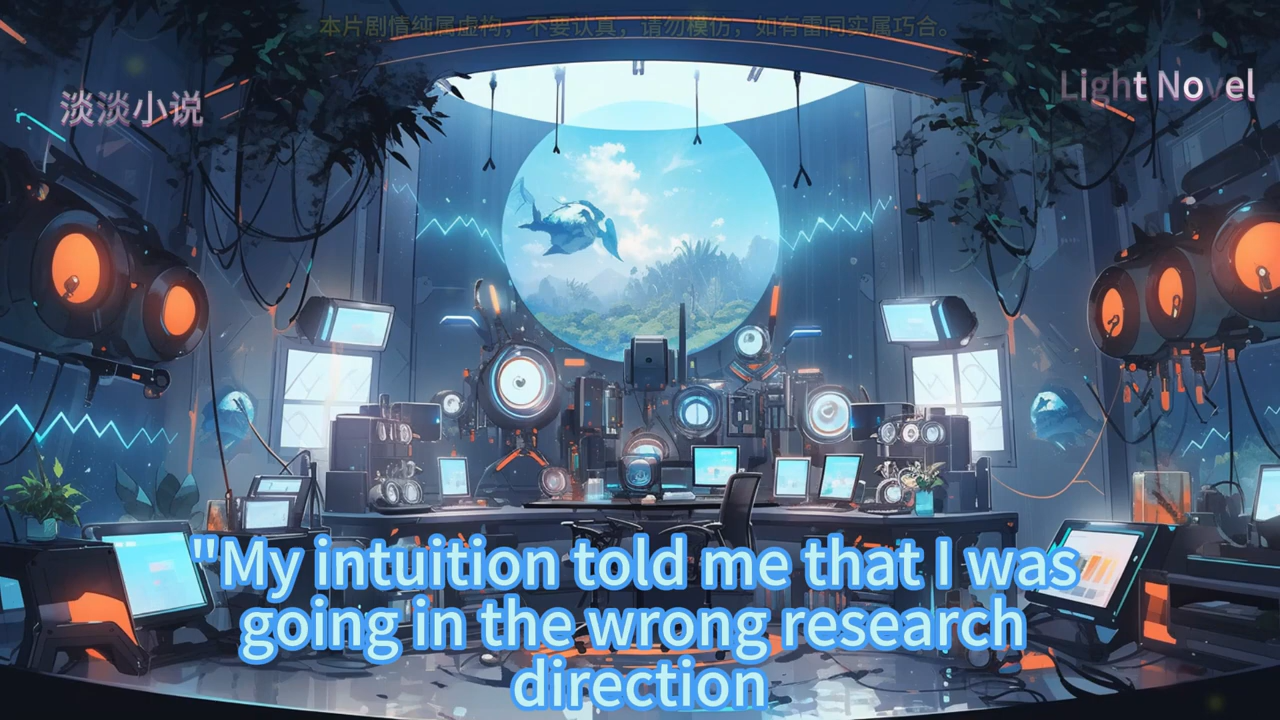 本片剧情纯属虚构，不要认真，请勿模仿，如有雷同实属巧合。
淡淡小说
Light Novel
"My intuition told me that I was
going in the wrong research
direction